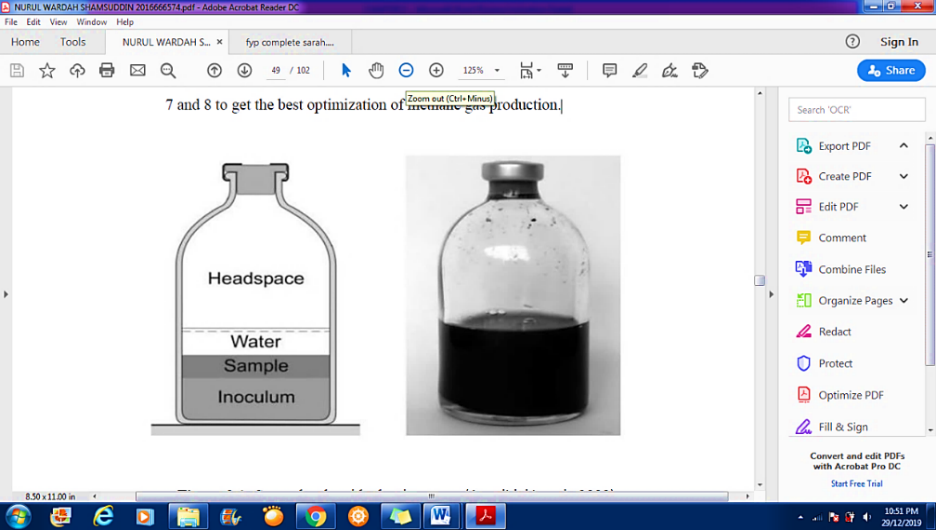 NURUL WARDAH SHAMSUDDIN 2016666574.pdf - Adobe Acrobat Reader DC
File Edit View Window Help
Home Tools NURUL WARDAH S... × fyp complete sarah.... Sign In
49 / 102 125% Share
Zoom out (Ctrl+Minus)
7 and 8 to get the best optimization of methane gas production.
Headspace
Water
Sample
Inoculum
Search 'OCR'
Export PDF
Create PDF
Edit PDF
Comment
Combine Files
Organize Pages
Redact
Protect
Optimize PDF
Fill & Sign
Convert and edit PDFs
with Acrobat Pro DC
Start Free Trial
8.50 x 11.00 in
10:51 PM
29/12/2019